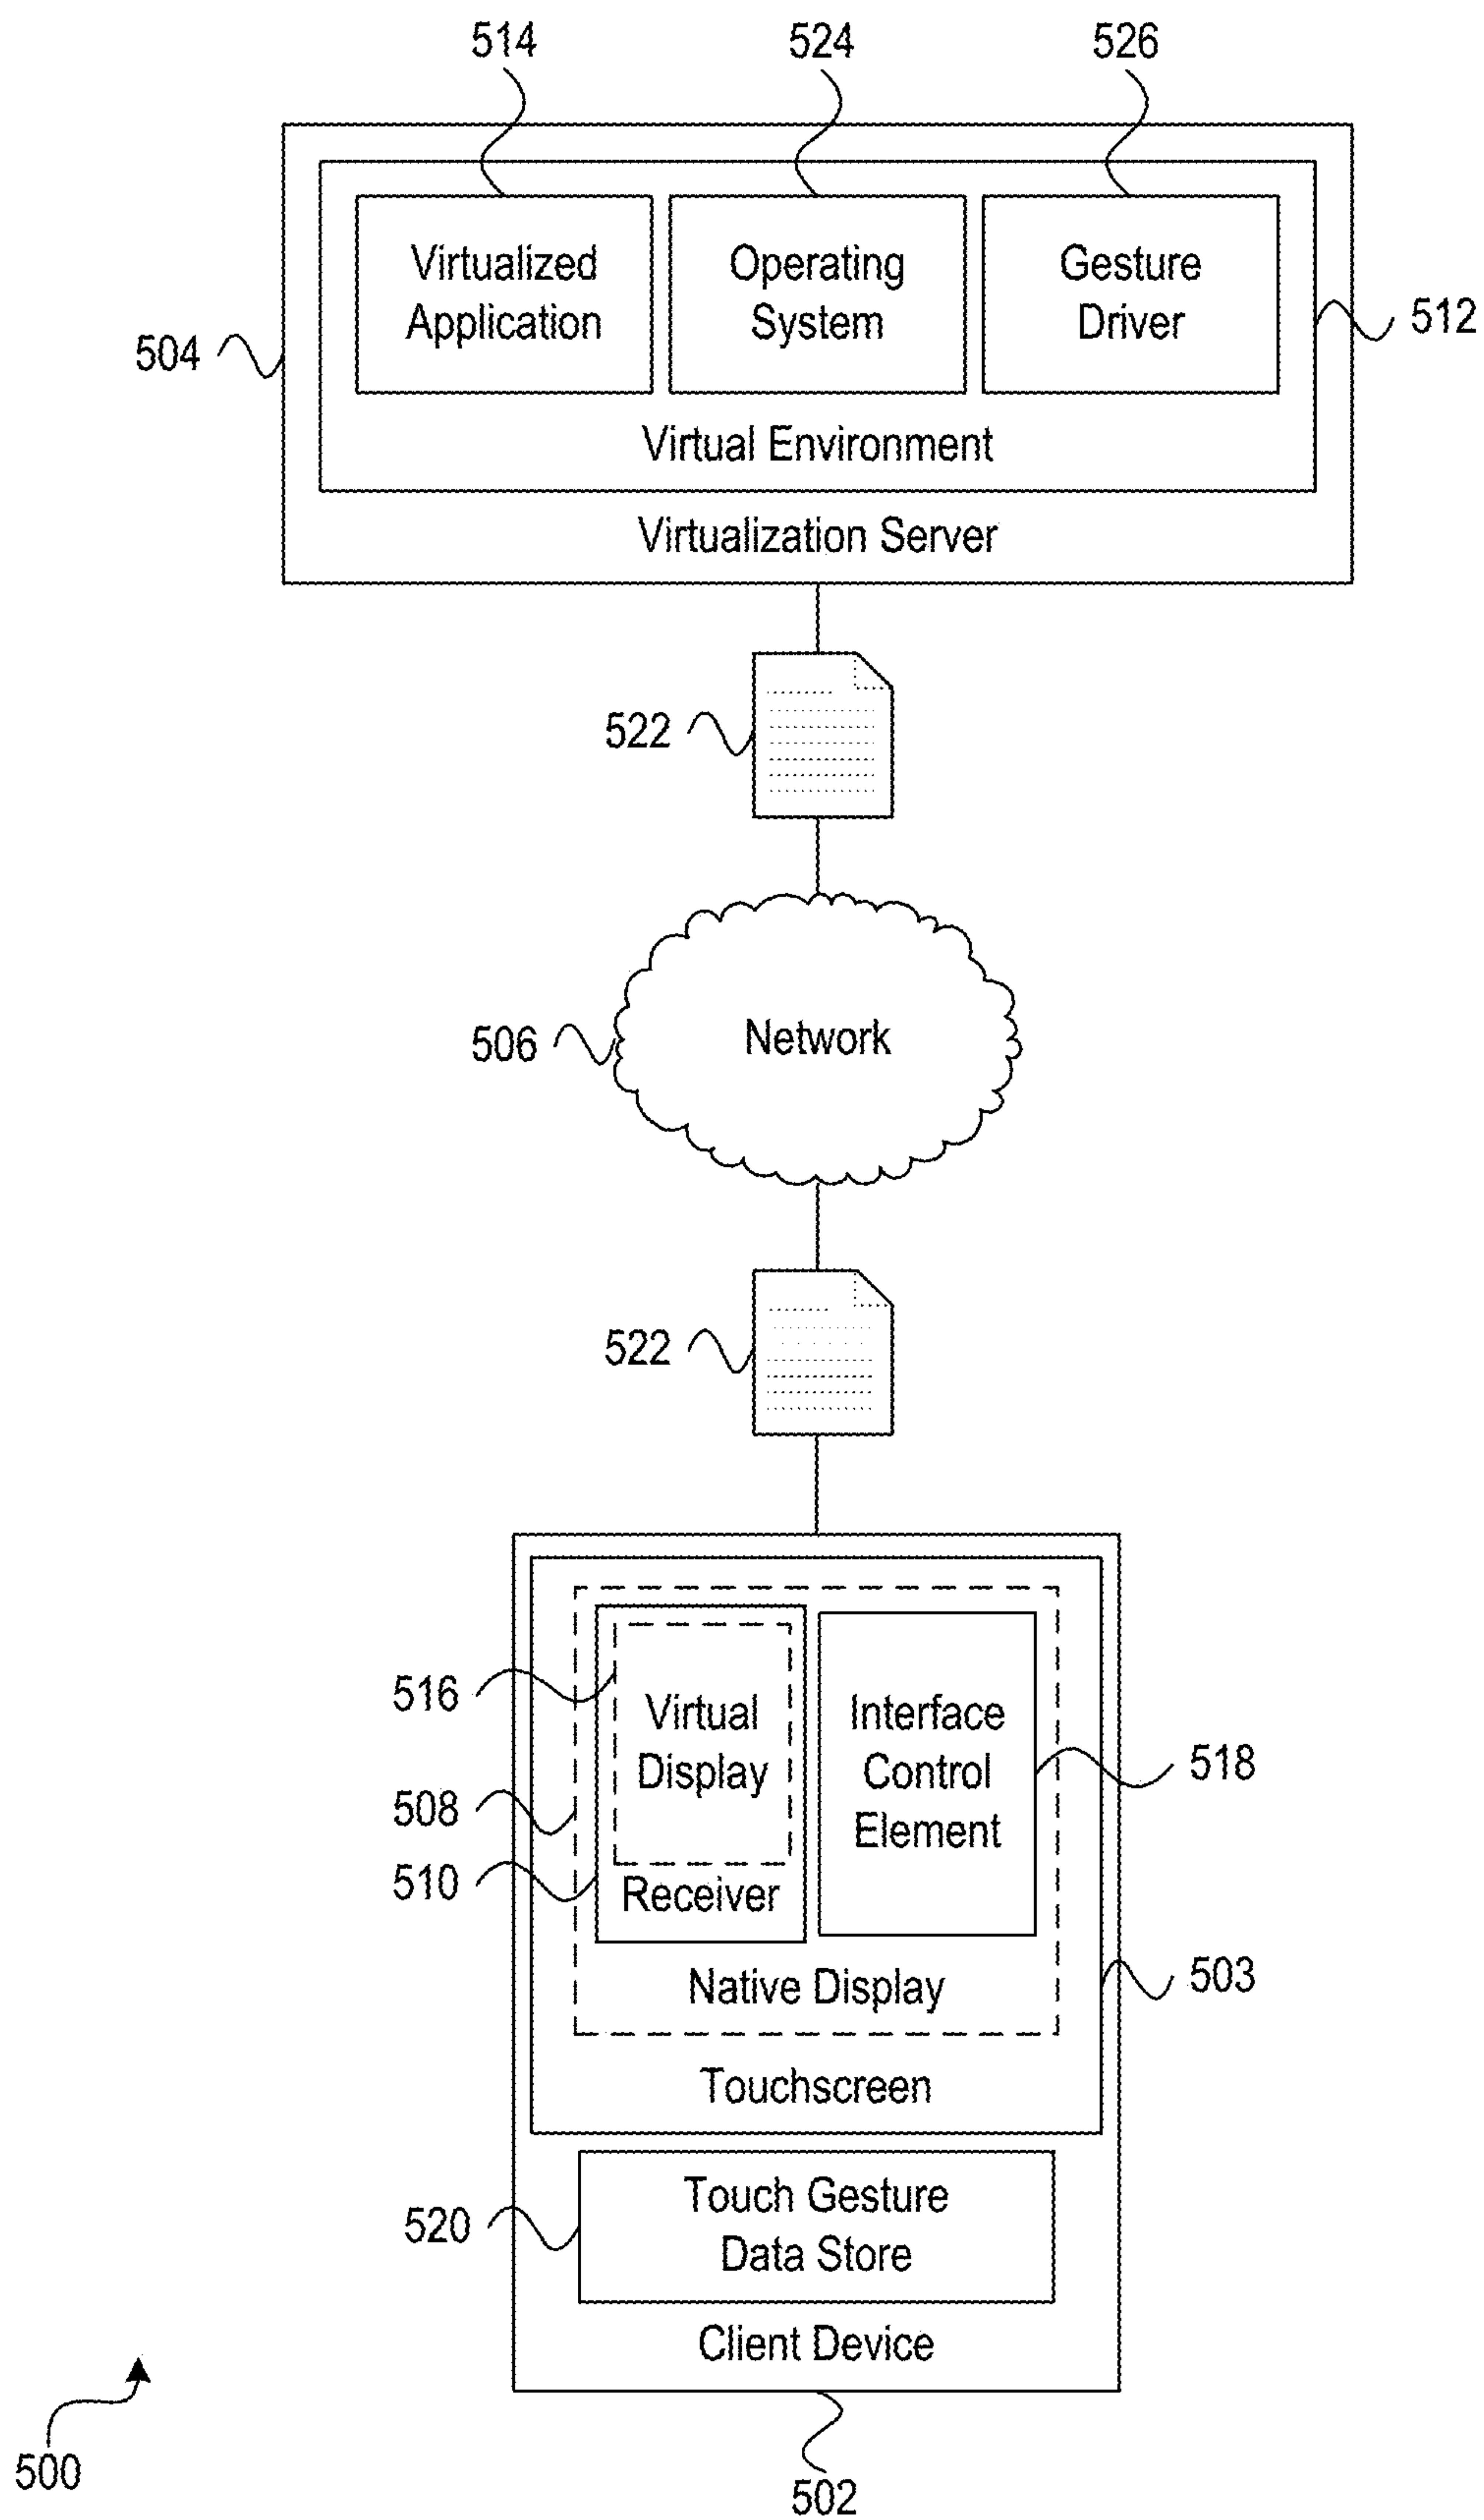 514
524
526
Virtualized
Application
Operating
System
Gesture
Driver
504
512
Virtual Environment
Virtualization Server
522
506
Network
522
516
Virtual
Display
Interface
Control
Element
518
508
510
Receiver
Native Display
503
Touchscreen
520
Touch Gesture
Data Store
Client Device
500
502